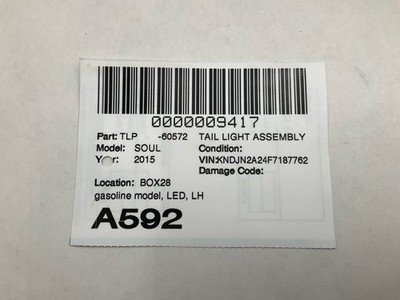 0000009417
Part: TLP -60572 TAIL LIGHT ASSEMBLY
Model: SOUL Condition:
Year: 2015 VIN:KNDJN2A24F7187762
Damage Code:
Location: BOX28
gasoline model, LED, LH
A592